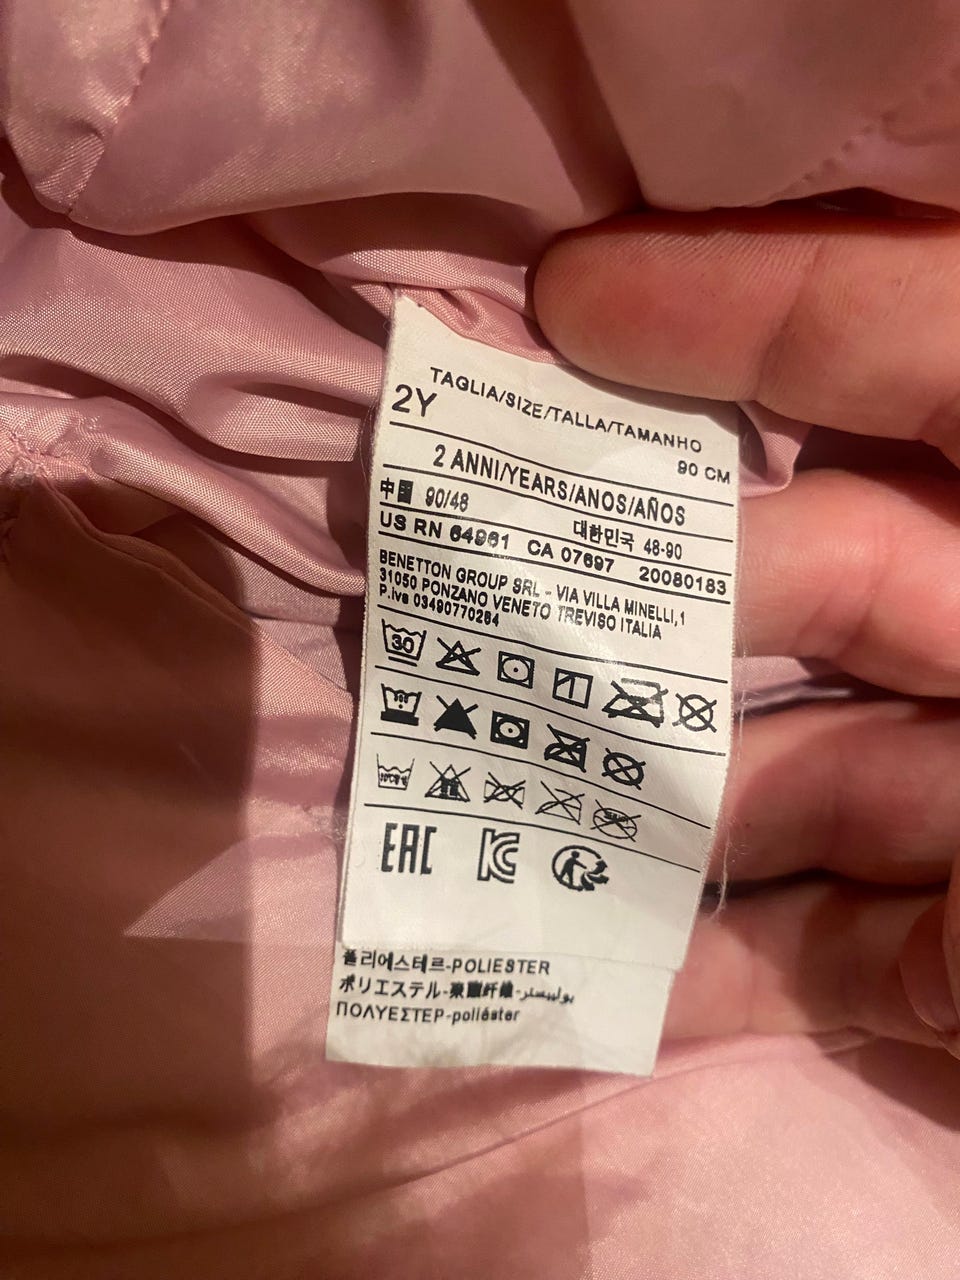 TAGLIA/SIZE/TALLA/TAMANHO
2Y 90 CM
2 ANNI/YEARS/ANOS/AÑOS
中國 90/48 대한민국 48-90
US RN 64961 CA 07697 20080183
BENETTON GROUP SRL - VIA VILLA MINELLI,1
31050 PONZANO VENETO TREVISO ITALIA
P.iva 03490770264
30
EAC KC
폴리에스테르-POLIESTER
ポリエステル-聚酯纤维-بوليستر
ΠΟΛΥΕΣΤΕΡ-poliéster